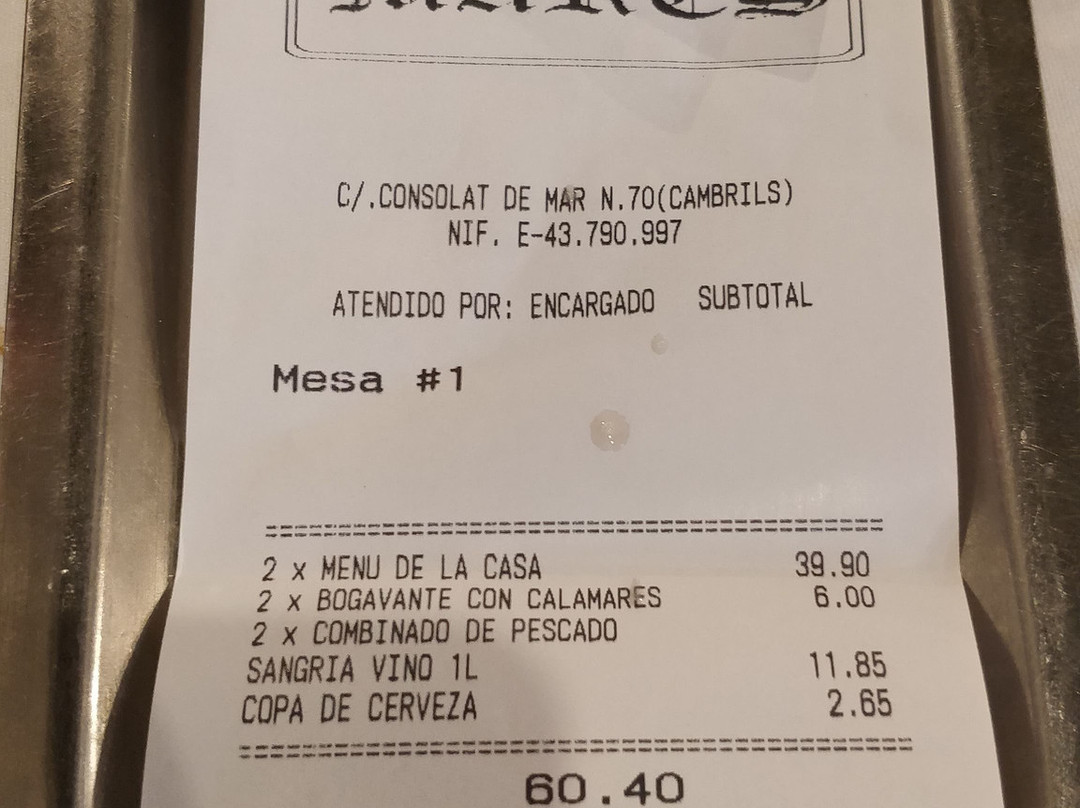 C/.CONSOLAT DE MAR N.70(CAMBRILS)
NIF. E-43.790.997
ATENDIDO POR: ENCARGADO SUBTOTAL
Mesa #1
2 x MENU DE LA CASA 39.90
2 x BOGAVANTE CON CALAMARES 6.00
2 x COMBINADO DE PESCADO
SANGRIA VINO 1L 11.85
COPA DE CERVEZA 2.65
60.40